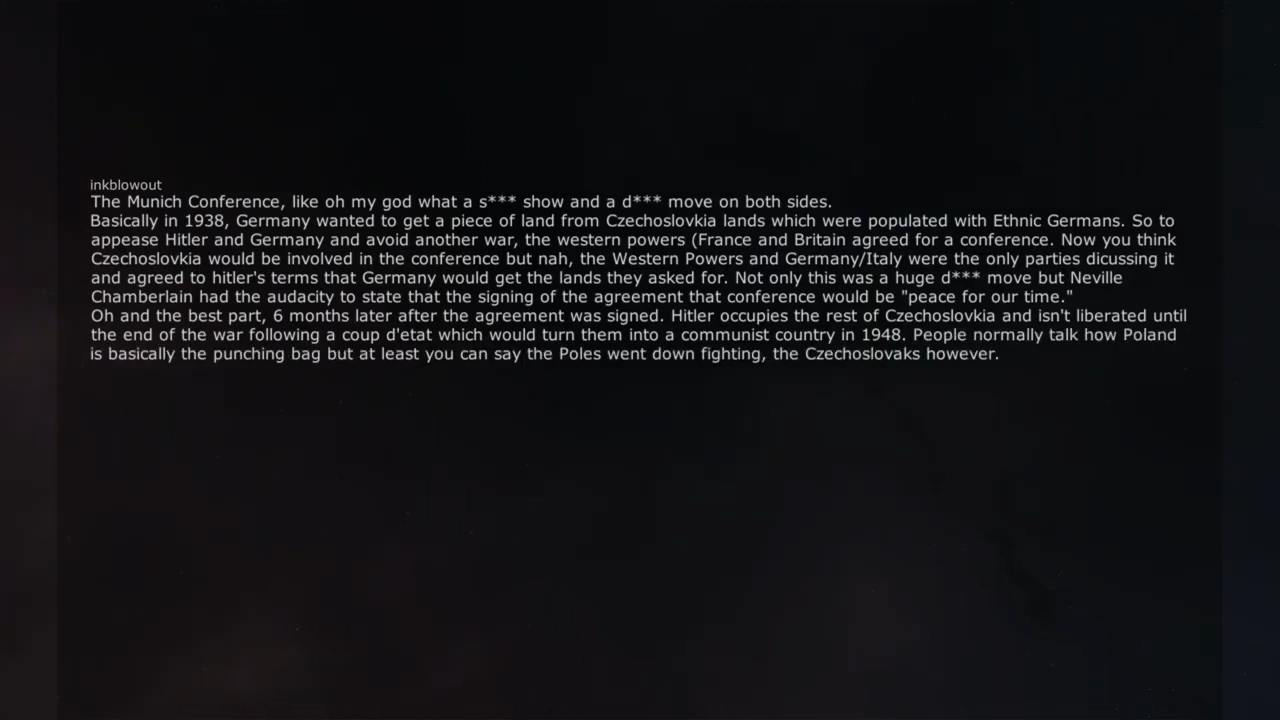 inkblowout
The Munich Conference, like oh my god what a s*** show and a d*** move on both sides.
Basically in 1938, Germany wanted to get a piece of land from Czechoslovkia lands which were populated with Ethnic Germans. So to
appease Hitler and Germany and avoid another war, the western powers (France and Britain agreed for a conference. Now you think
Czechoslovkia would be involved in the conference but nah, the Western Powers and Germany/Italy were the only parties dicussing it
and agreed to hitler's terms that Germany would get the lands they asked for. Not only this was a huge d*** move but Neville
Chamberlain had the audacity to state that the signing of the agreement that conference would be "peace for our time."
Oh and the best part, 6 months later after the agreement was signed. Hitler occupies the rest of Czechoslovkia and isn't liberated until
the end of the war following a coup d'etat which would turn them into a communist country in 1948. People normally talk how Poland
is basically the punching bag but at least you can say the Poles went down fighting, the Czechoslovaks however.